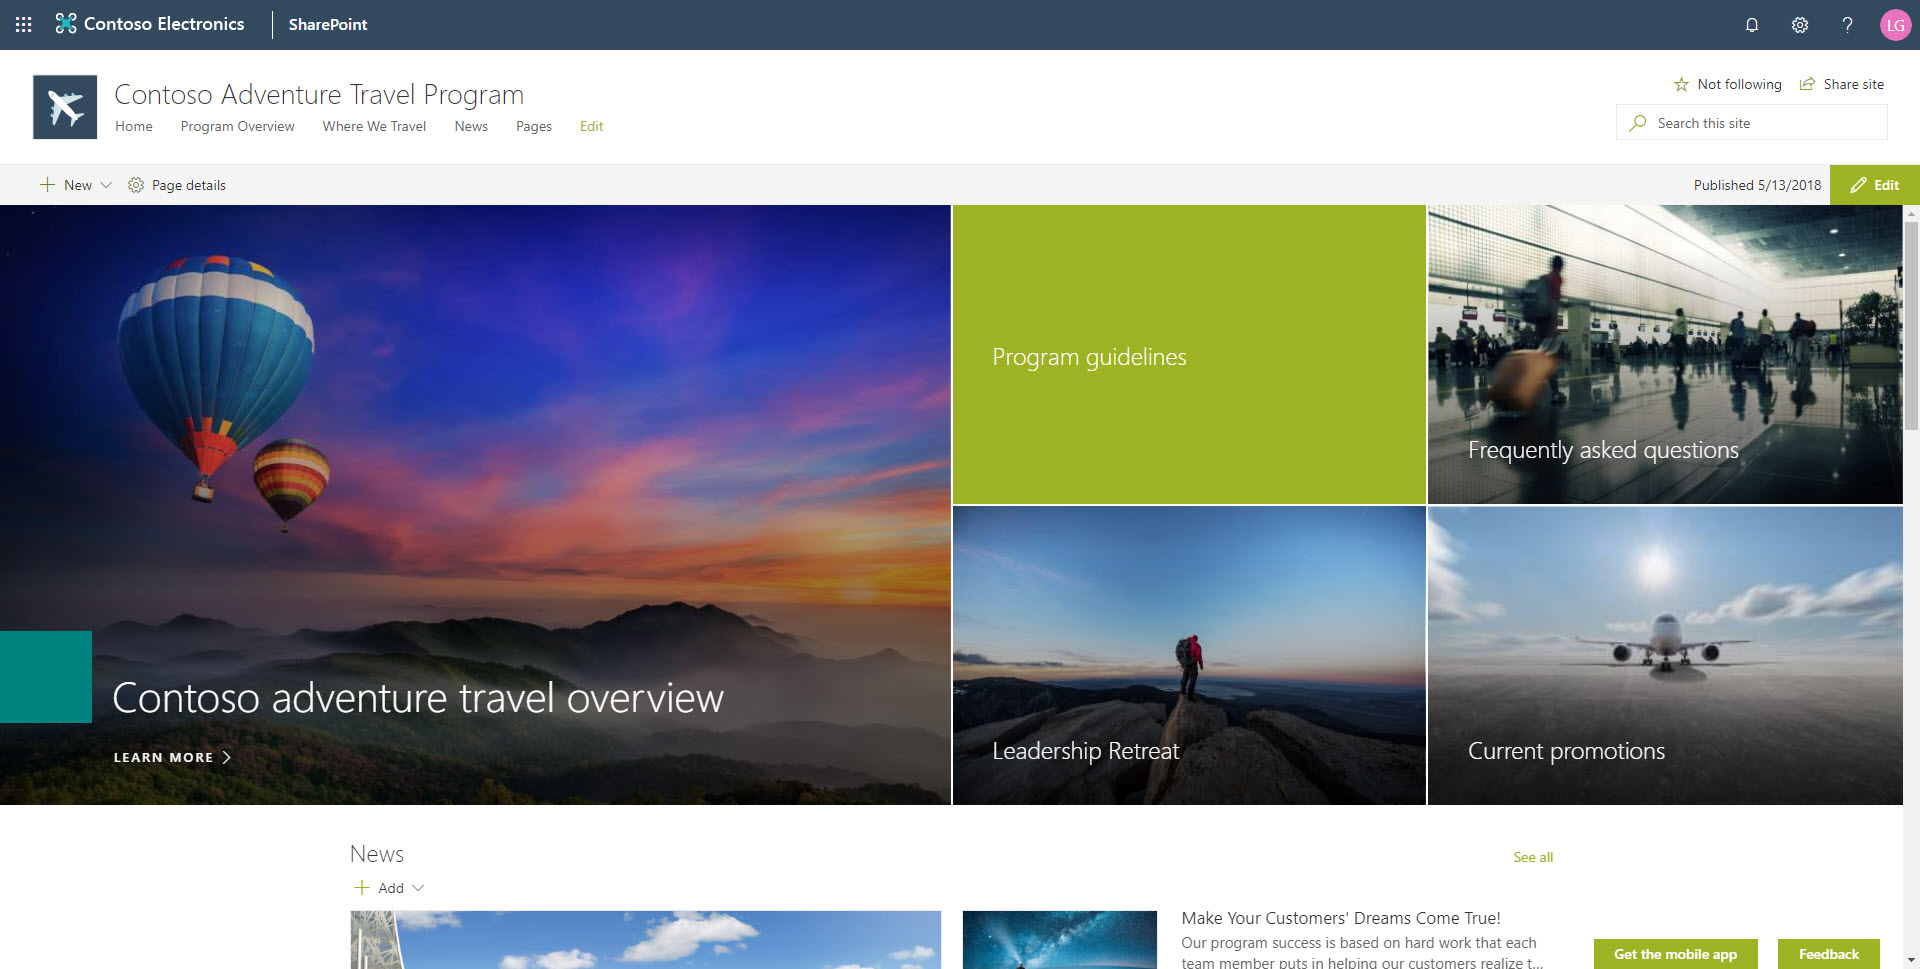 Contoso Electronics
SharePoint
LG
Contoso Adventure Travel Program
Not following
Share site
Home
Program Overview
Where We Travel
News
Pages
Edit
Search this site
New
Page details
Published 5/13/2018
Edit
Contoso adventure travel overview
LEARN MORE
Program guidelines
Frequently asked questions
Leadership Retreat
Current promotions
News
See all
Add
Make Your Customers' Dreams Come True!
Our program success is based on hard work that each
team member puts in helping our customers realize t...
Get the mobile app
Feedback